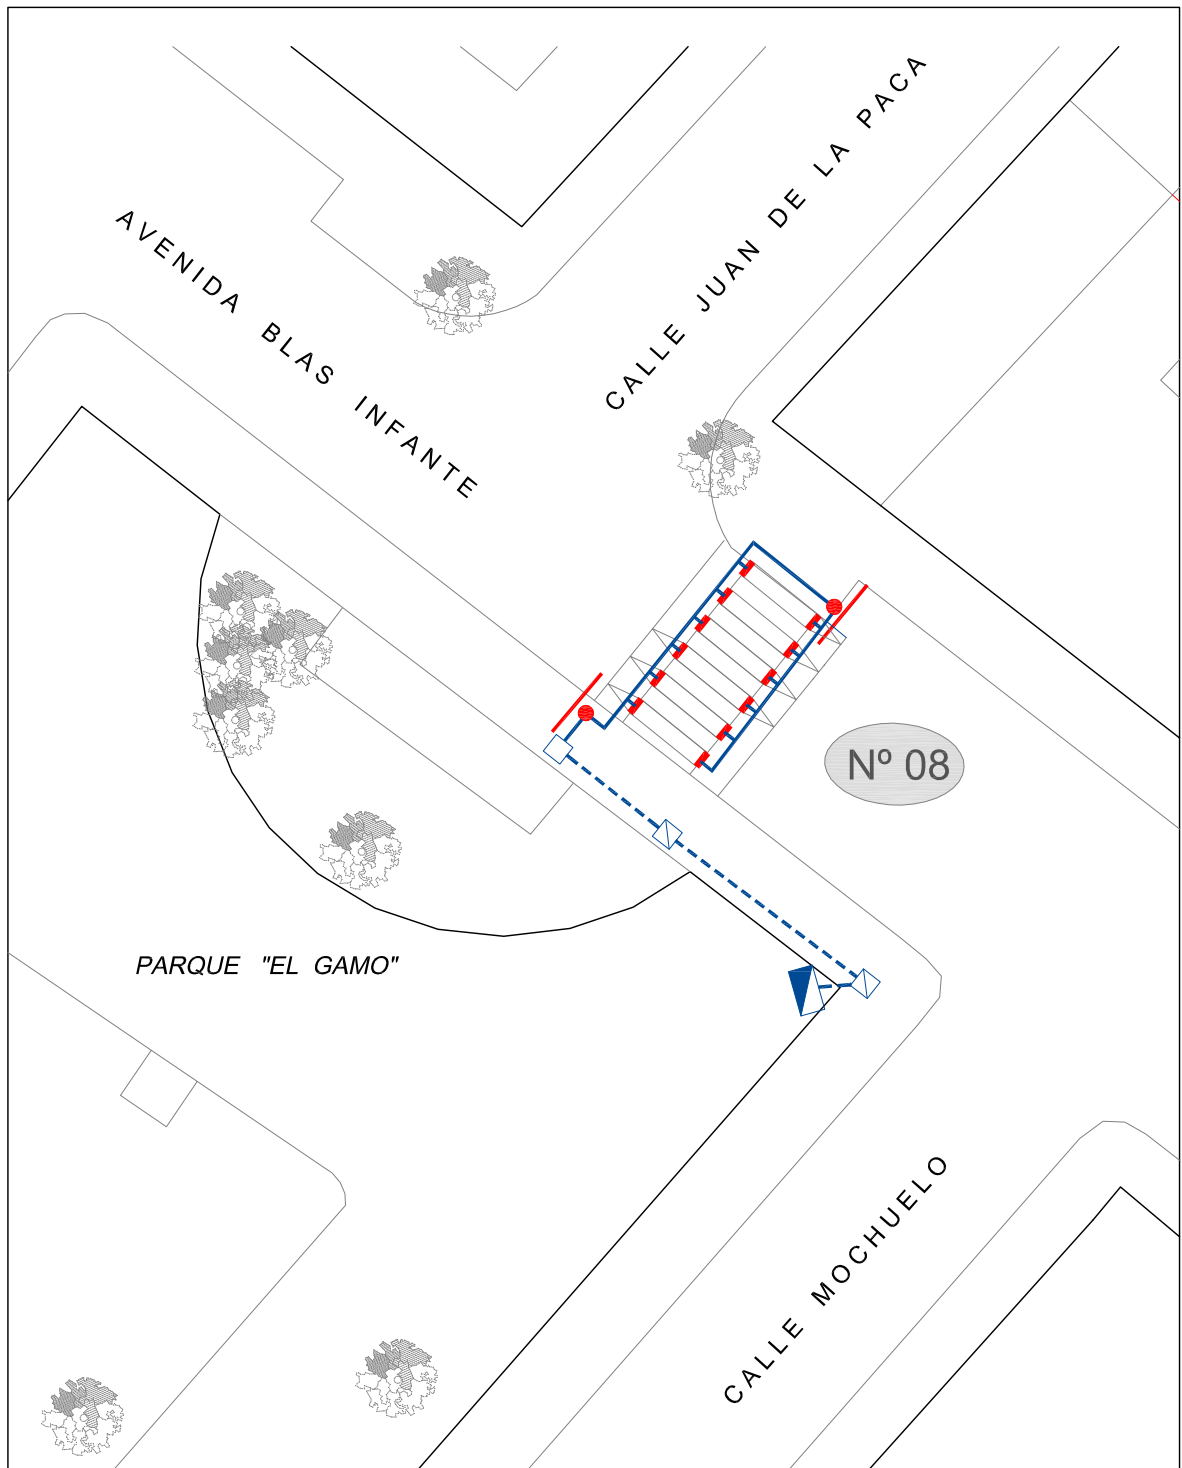 CALLE JUAN DE LA PACA
AVENIDA BLAS INFANTE
Nº 08
PARQUE "EL GAMO"
CALLE MOCHUELO